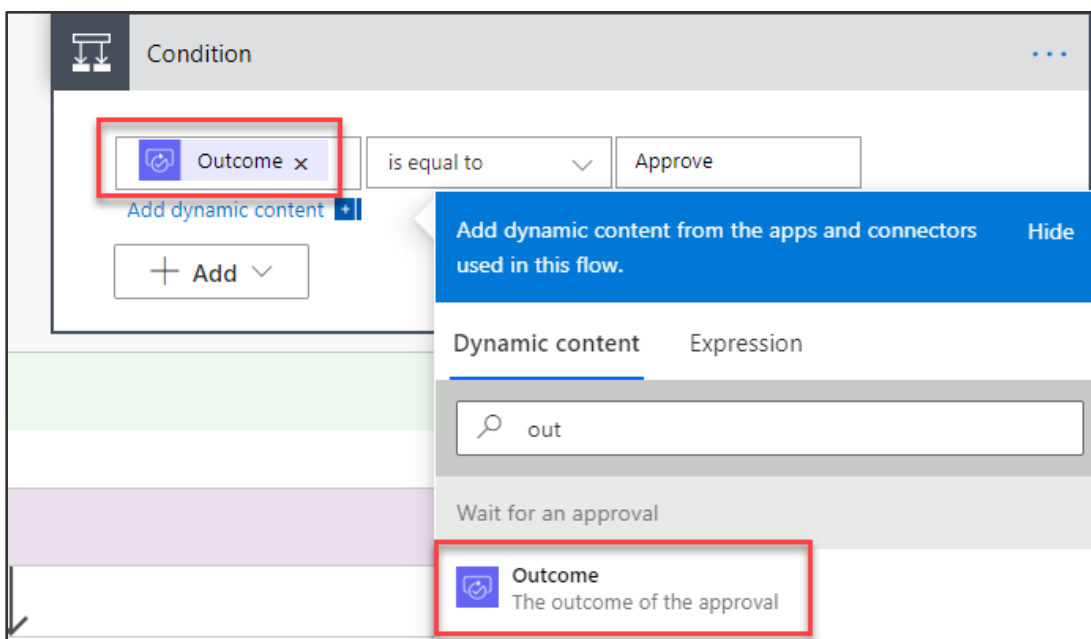 Condition
Outcome × is equal to Approve
Add dynamic content
Add
Add dynamic content from the apps and connectors Hide
used in this flow.
Dynamic content Expression
out
Wait for an approval
Outcome
The outcome of the approval